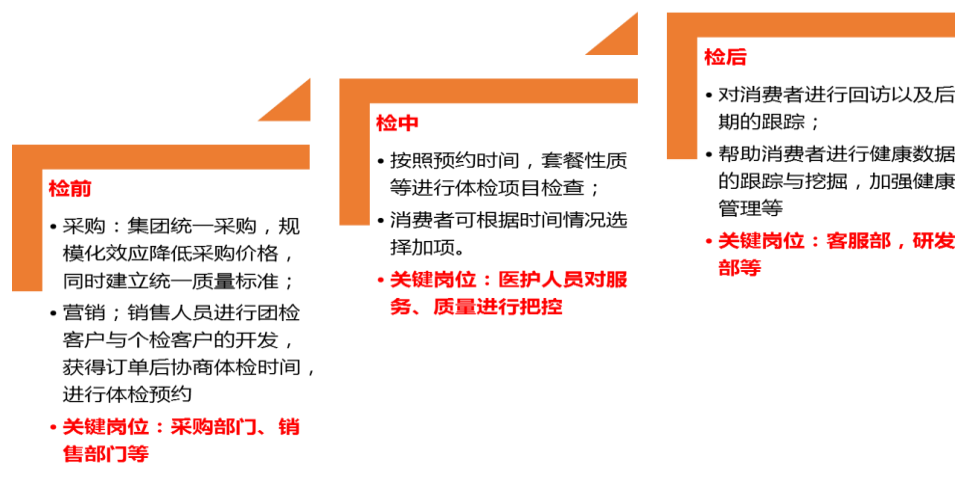 检前
• 采购：集团统一采购，规
模化效应降低采购价格，
同时建立统一质量标准；
• 营销；销售人员进行团检
客户与个检客户的开发，
获得订单后协商体检时间，
进行体检预约
• 关键岗位：采购部门、销
售部门等
检中
• 按照预约时间，套餐性质
等进行体检项目检查；
• 消费者可根据时间情况选
择加项。
• 关键岗位：医护人员对服
务、质量进行把控
检后
• 对消费者进行回访以及后
期的跟踪；
• 帮助消费者进行健康数据
的跟踪与挖掘，加强健康
管理等
• 关键岗位：客服部，研发
部等